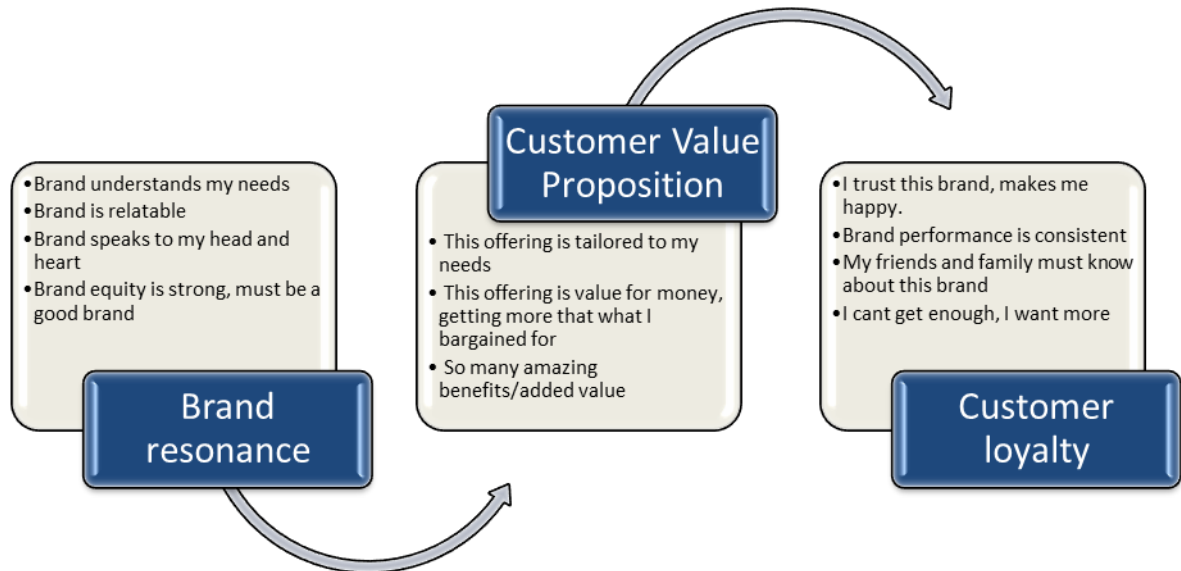 •Brand understands my needs
•Brand is relatable
•Brand speaks to my head and
heart
•Brand equity is strong, must be a
good brand
Brand
resonance
Customer Value
Proposition
• This offering is tailored to my
needs
• This offering is value for money,
getting more that what I
bargained for
• So many amazing
benefits/added value
•I trust this brand, makes me
happy.
•Brand performance is consistent
•My friends and family must know
about this brand
•I cant get enough, I want more
Customer
loyalty